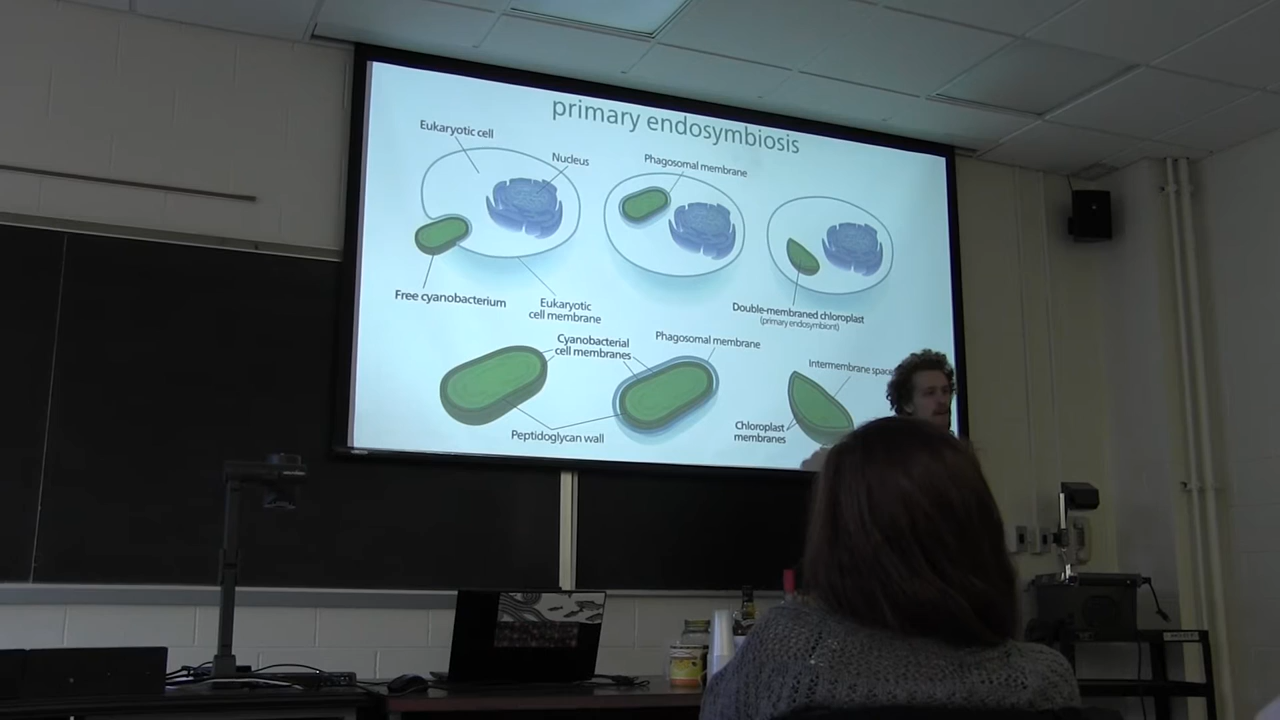 primary endosymbiosis
Eukaryotic cell
Nucleus
Phagosomal membrane
Free cyanobacterium
Eukaryotic
cell membrane
Double-membraned chloroplast
(primary endosymbiont)
Cyanobacterial
cell membranes
Phagosomal membrane
Intermembrane space
Peptidoglycan wall
Chloroplast
membranes